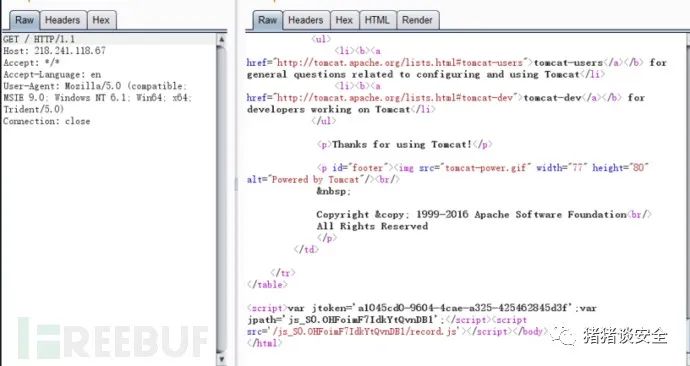 Raw Headers Hex
GET / HTTP/1.1
Host: 218.241.118.67
Accept: */*
Accept-Language: en
User-Agent: Mozilla/5.0 (compatible;
MSIE 9.0; Windows NT 6.1; Win64; x64;
Trident/5.0)
Connection: close
Raw Headers Hex HTML Render
<ul>
<li><b><a
href="http://tomcat.apache.org/lists.html#tomcat-users">tomcat-users</a></b> for
general questions related to configuring and using Tomcat</li>
<li><b><a
href="http://tomcat.apache.org/lists.html#tomcat-dev">tomcat-dev</a></b> for
developers working on Tomcat</li>
</ul>
<p>Thanks for using Tomcat!</p>
<p id="footer"><img src="tomcat-power.gif" width="77" height="80"
alt="Powered by Tomcat"/><br/>
&nbsp;
Copyright &copy; 1999-2016 Apache Software Foundation<br/>
All Rights Reserved
</p>
</td>
</tr>
</table>
<script>var jtoken='a1045cd0-9604-4cae-a325-425462845d3f';var
jpath='js_S0.OHFoimF7IdkYtQvnDB1';</script><script
src='/js_S0.OHFoimF7IdkYtQvnDB1/record.js'></script></body>
</html>
REEBUF
猪猪谈安全